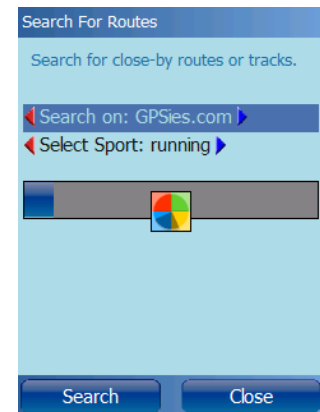 Search For Routes
Search for close-by routes or tracks.
Search on: GPSies.com
Select Sport: running
Search Close